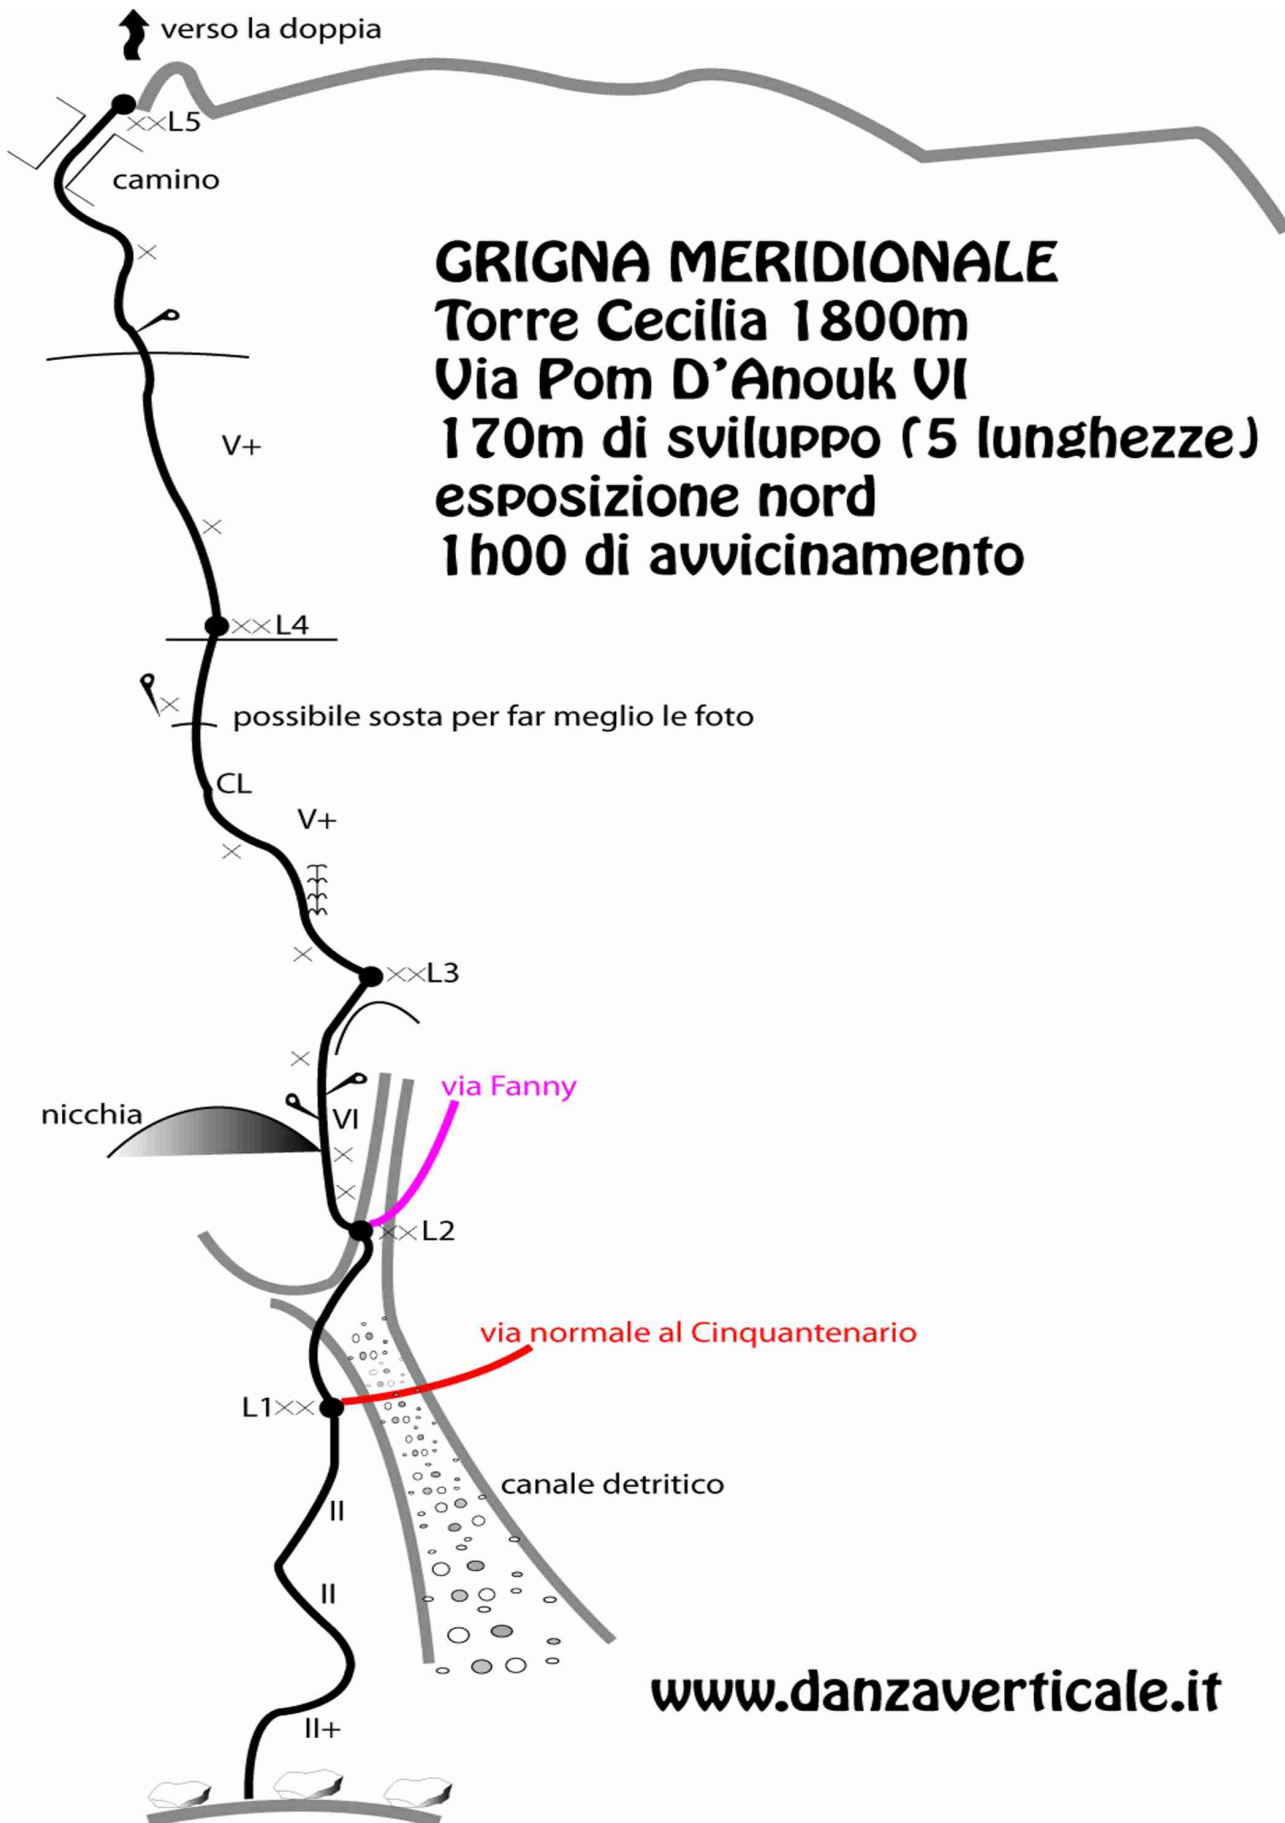 verso la doppia
××L5
camino
GRIGNA MERIDIONALE
Torre Cecilia 1800m
Via Pom D'Anouk VI
170m di sviluppo (5 lunghezze)
esposizione nord
1h00 di avvicinamento
V+
××L4
possibile sosta per far meglio le foto
CL
V+
××L3
via Fanny
nicchia
VI
××L2
via normale al Cinquantenario
L1××
canale detritico
II
II
II+
www.danzaverticale.it